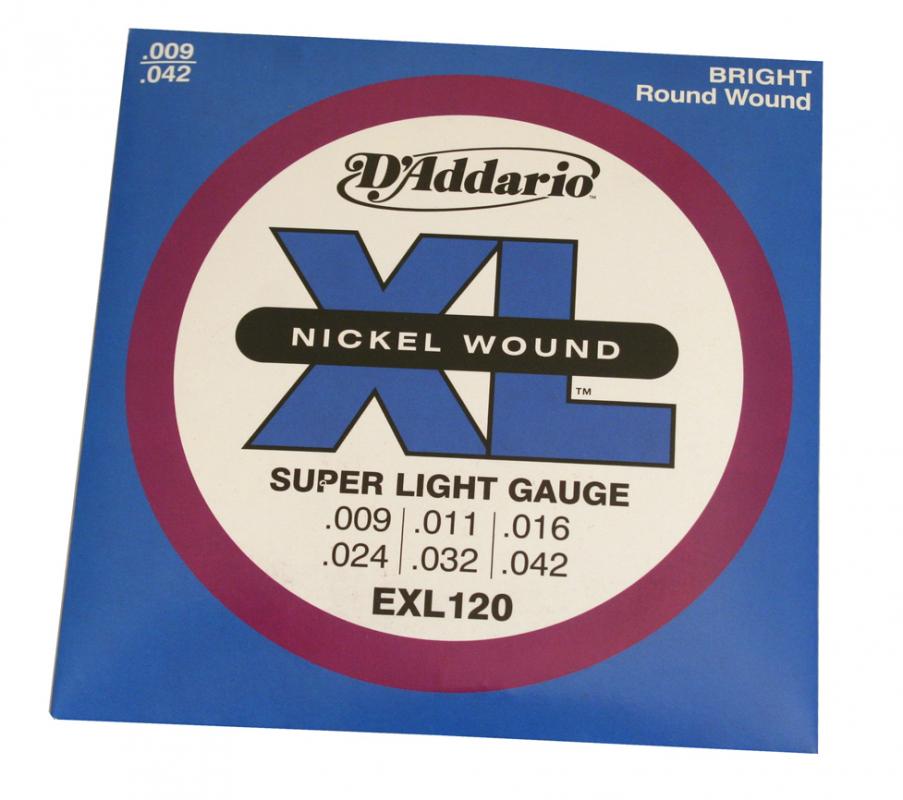 .009
.042
BRIGHT
Round Wound
D'Addario™
XL
NICKEL WOUND
™
SUPER LIGHT GAUGE
.009 .011 .016
.024 .032 .042
EXL120